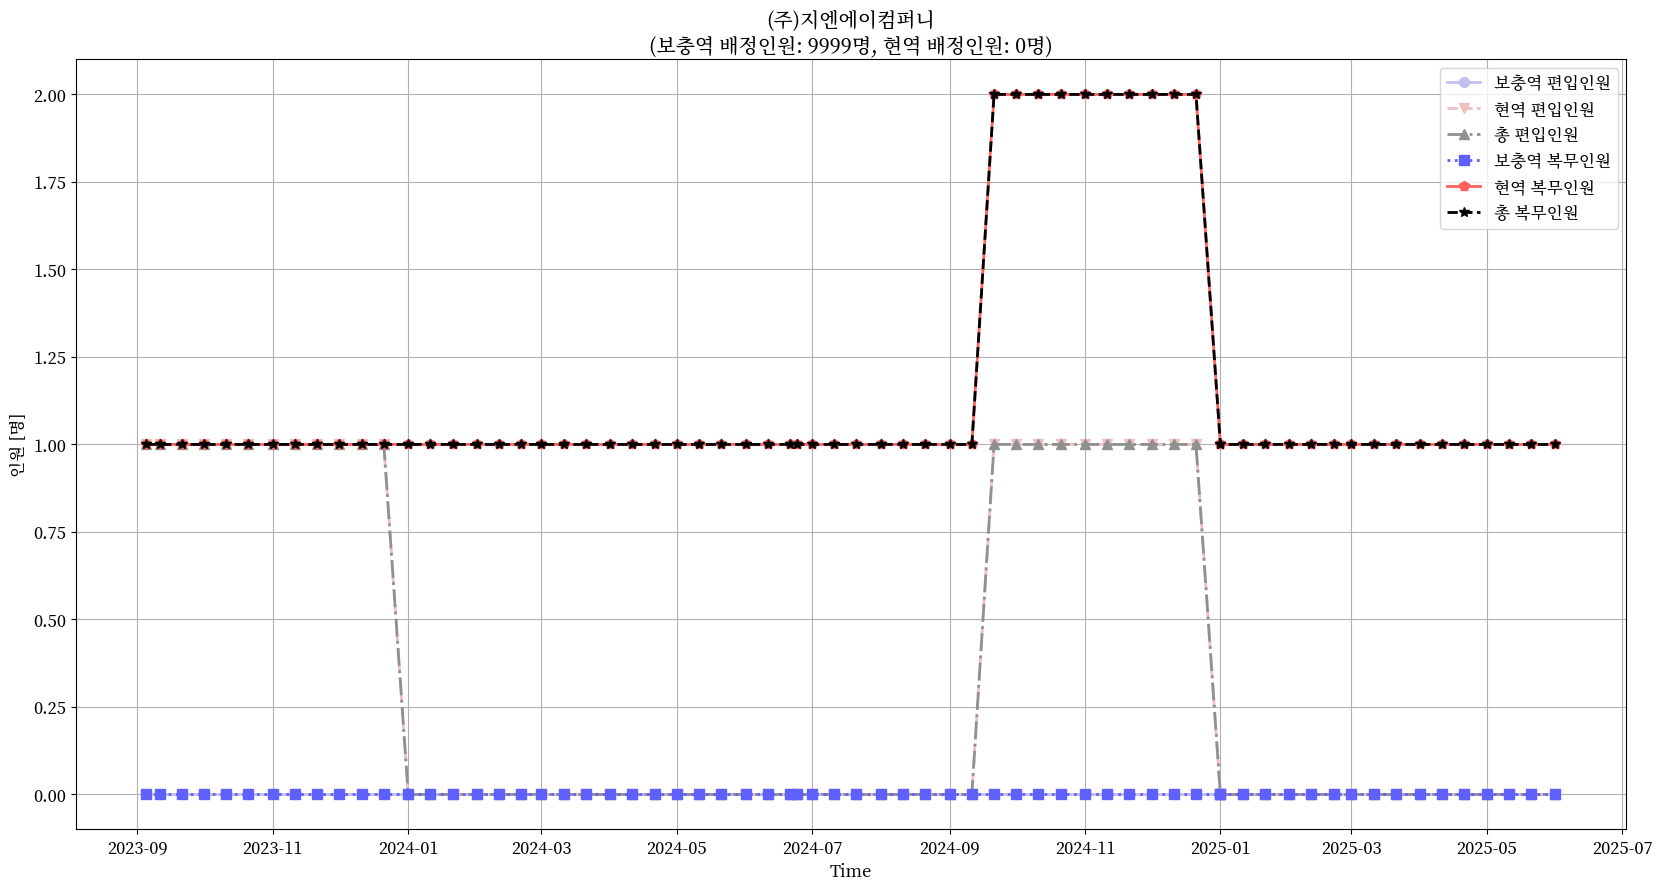 (주)지엔에이컴퍼니
(보충역 배정인원: 9999명, 현역 배정인원: 0명)
보충역 편입인원
현역 편입인원
총 편입인원
보충역 복무인원
현역 복무인원
총 복무인원
인원 [명]
2.00
1.75
1.50
1.25
1.00
0.75
0.50
0.25
0.00
2023-09 2023-11 2024-01 2024-03 2024-05 2024-07 2024-09 2024-11 2025-01 2025-03 2025-05 2025-07
Time